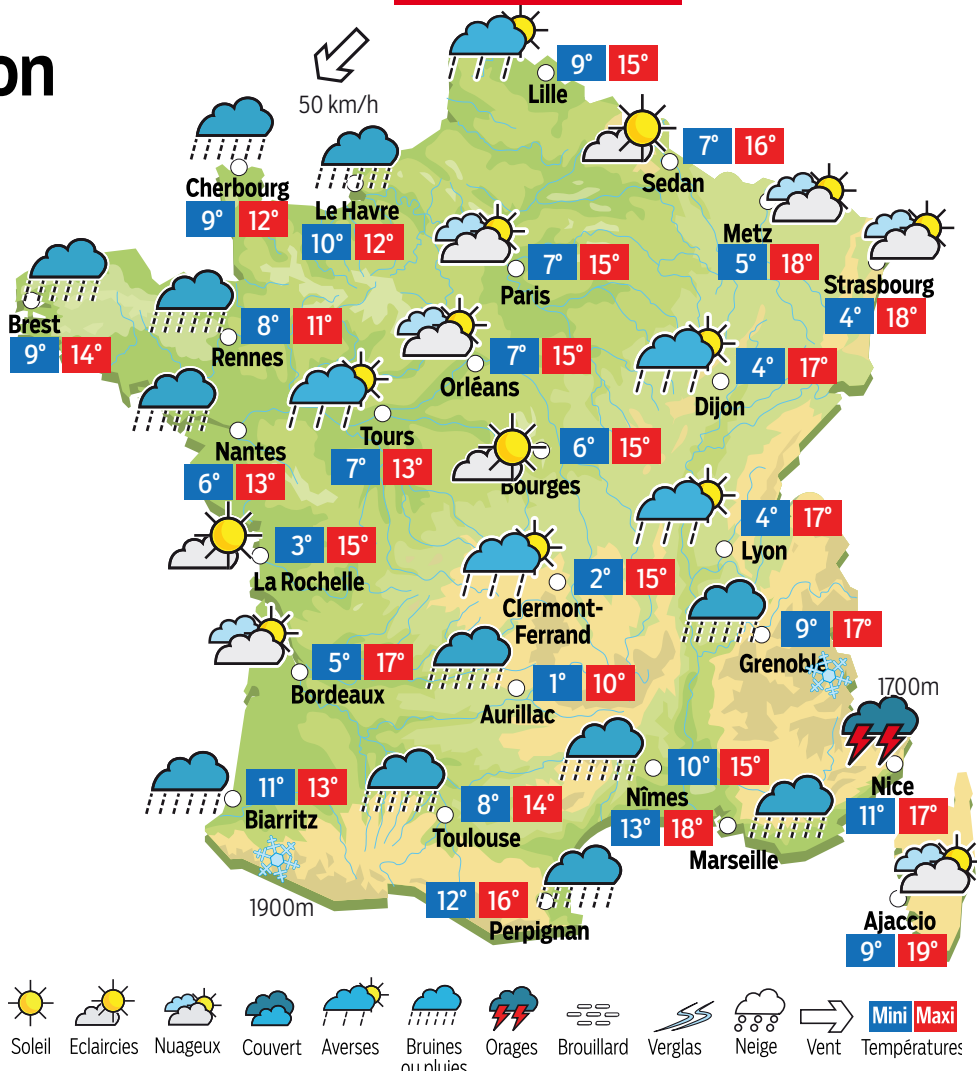 on
50 km/h
9° 15°
Lille
7° 16°
Sedan
Cherbourg
9° 12°
Le Havre
10° 12°
Metz
5° 18°
Strasbourg
4° 18°
7° 15°
Paris
Brest
9° 14°
8° 11°
Rennes
7° 15°
Orléans
4° 17°
Dijon
Nantes
6° 13°
Tours
7° 13°
6° 15°
Bourges
4° 17°
Lyon
3° 15°
La Rochelle
2° 15°
Clermont-
Ferrand
9° 17°
Grenoble
5° 17°
Bordeaux
1° 10°
Aurillac
1700m
Nice
11° 17°
11° 13°
Biarritz
8° 14°
Toulouse
10° 15°
Nîmes
13° 18°
Marseille
1900m
12° 16°
Perpignan
Ajaccio
9° 19°
Soleil
Eclaircies
Nuageux
Couvert
Averses
Bruines
ou pluies
Orages
Brouillard
Verglas
Neige
Vent
Mini Maxi
Températures